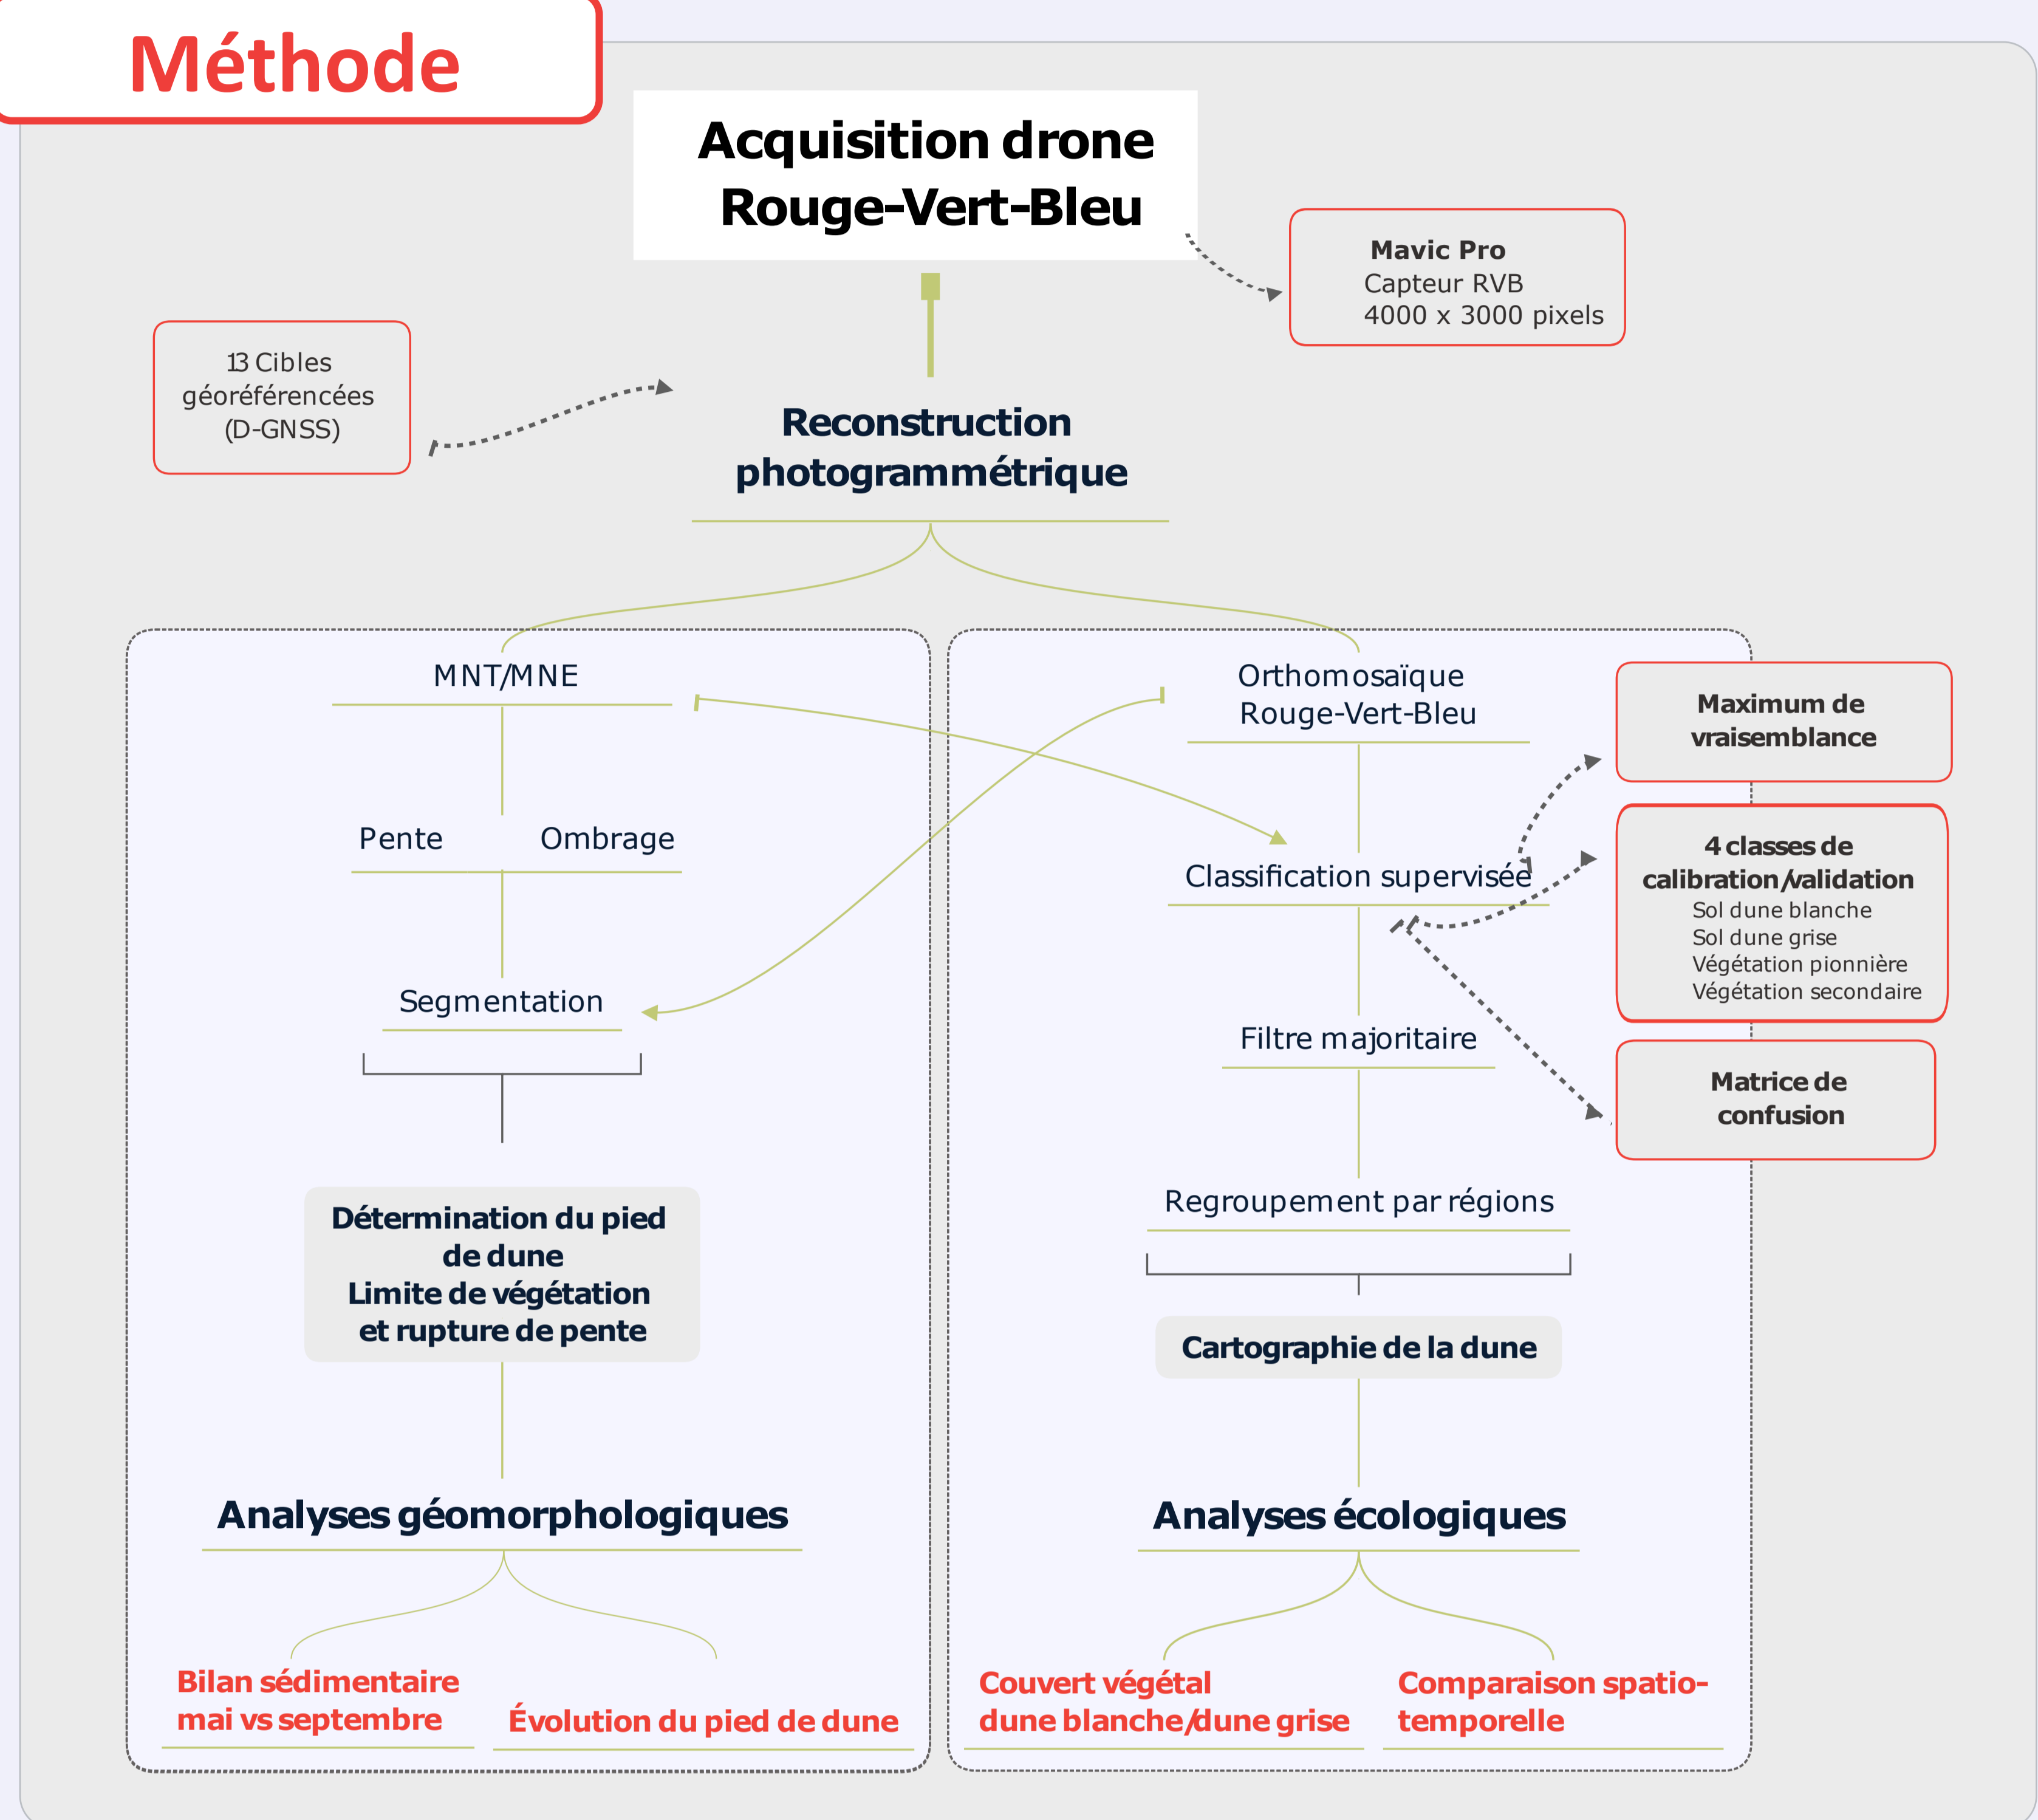 Méthode
Acquisition drone
Rouge-Vert-Bleu
Mavic Pro
Capteur RVB
4000 x 3000 pixels
13 Cibles
géoréférencées
(D-GNSS)
Reconstruction
photogrammétrique
MNT/MNE
Pente
Ombrage
Segmentation
Détermination du pied
de dune
Limite de végétation
et rupture de pente
Analyses géomorphologiques
Bilan sédimentaire
mai vs septembre
Évolution du pied de dune
Orthomosaïque
Rouge-Vert-Bleu
Classification supervisée
Maximum de
vraisemblance
4 classes de
calibration/validation
Sol dune blanche
Sol dune grise
Végétation pionnière
Végétation secondaire
Matrice de
confusion
Filtre majoritaire
Regroupement par régions
Cartographie de la dune
Analyses écologiques
Couvert végétal
dune blanche/dune grise
Comparaison spatio-
temporelle